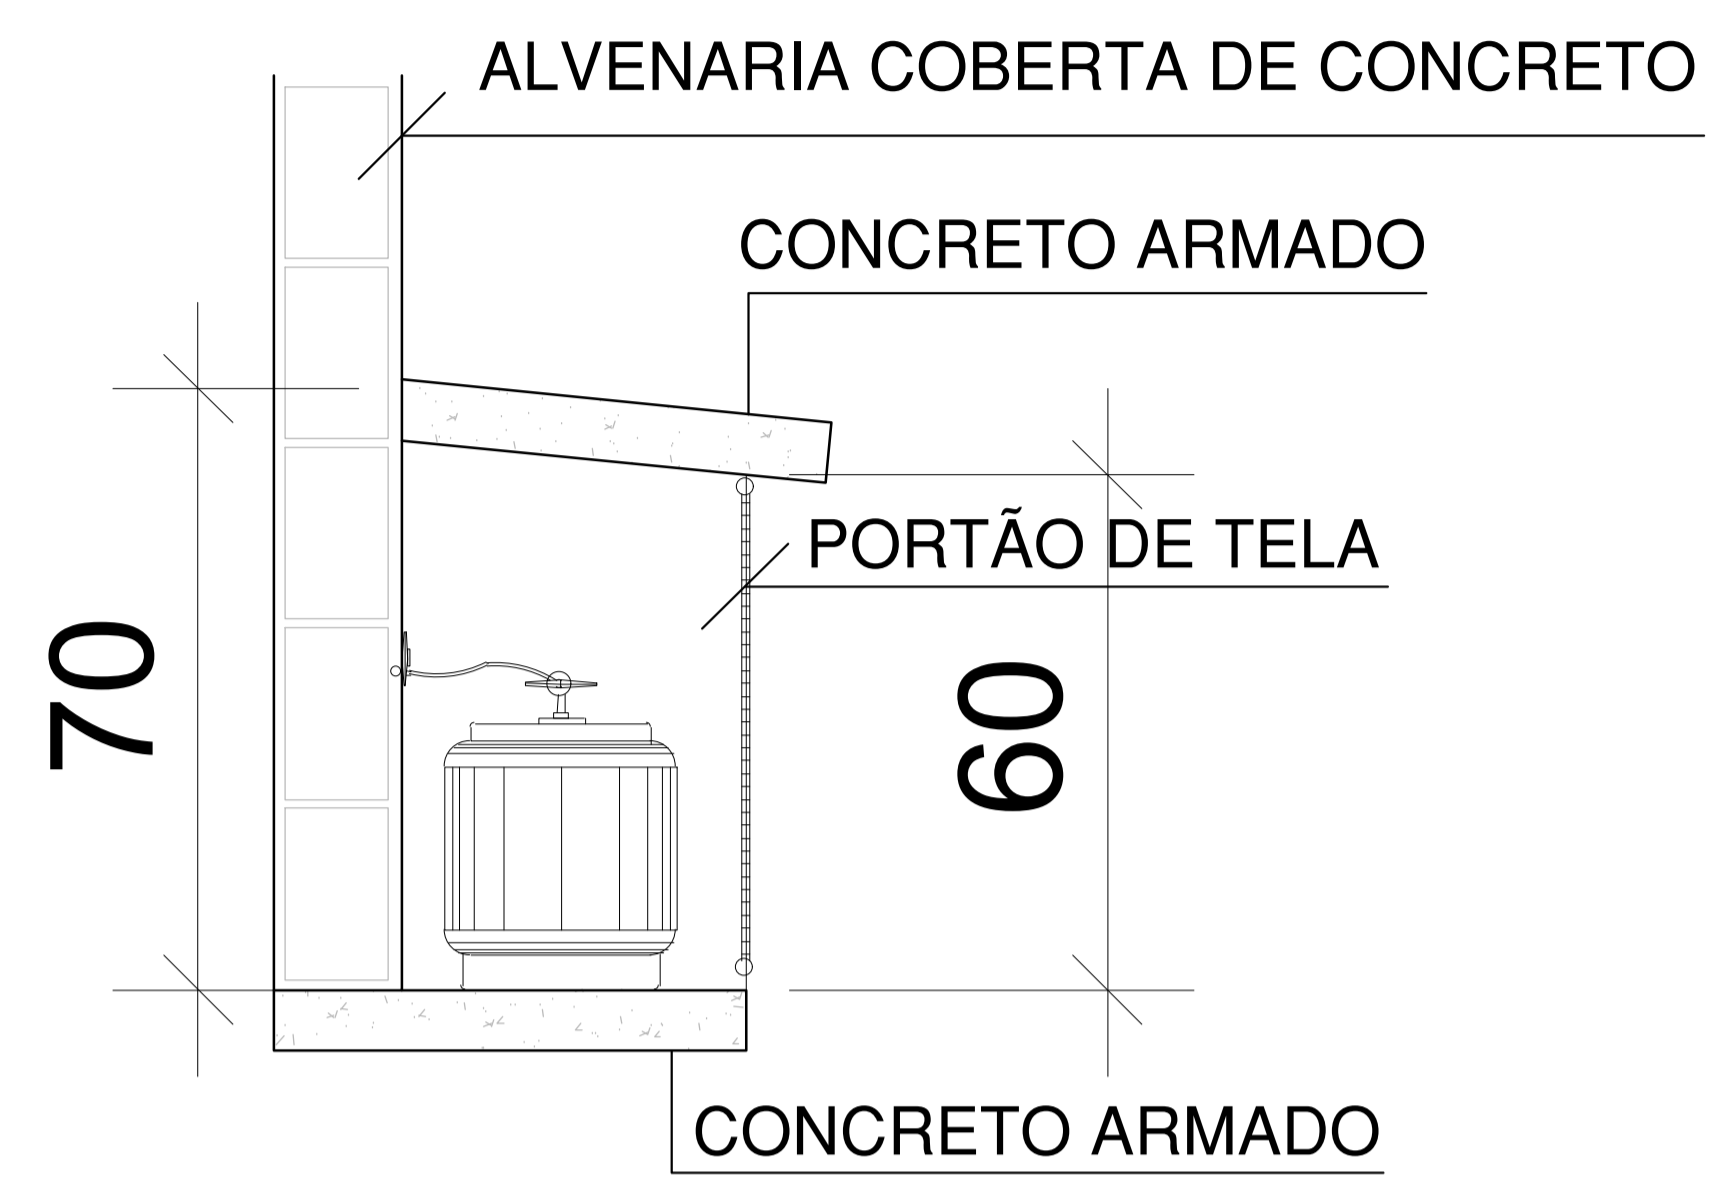 ALVENARIA COBERTA DE CONCRETO
CONCRETO ARMADO
PORTÃO DE TELA
70
60
CONCRETO ARMADO